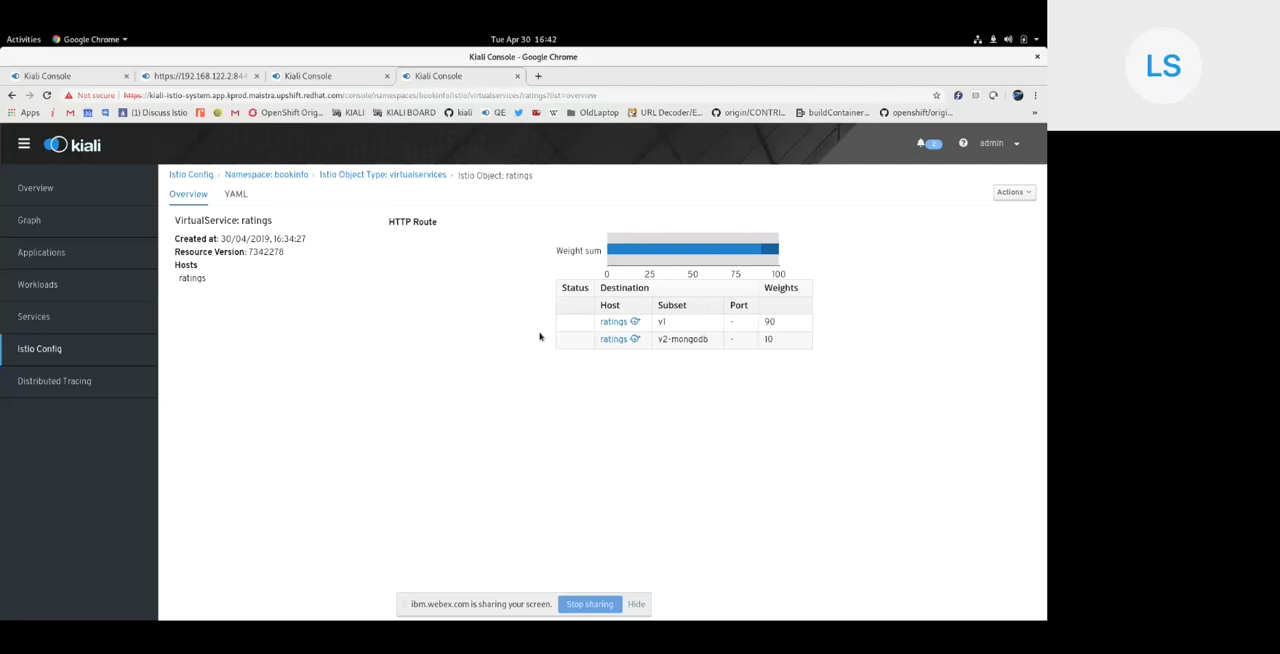 Activities Google Chrome Tue Apr 30 16:42
Kiali Console - Google Chrome
Kiali Console https://192.168.122.2:844 Kiali Console Kiali Console
Not secure https://kiali-istio-system.app.kprod.maistra.upshift.redhat.com/console/namespaces/bookinfo/istio/virtualservices/ratings?list=overview
Apps (1) Discuss Istio OpenShift Orig... KIALI KIALI BOARD kiali QE OldLaptop URL Decoder/E... origin/CONTRI... buildContainer... openshift/origi... »
LS
kiali 2 admin
Overview
Graph
Applications
Workloads
Services
Istio Config
Distributed Tracing
Istio Config › Namespace: bookinfo › Istio Object Type: virtualservices › Istio Object: ratings
Overview YAML Actions
VirtualService: ratings
Created at: 30/04/2019, 16:34:27
Resource Version: 7342278
Hosts
ratings
HTTP Route
Weight sum
0 25 50 75 100
Status Destination Weights
Host Subset Port
ratings v1 - 90
ratings v2-mongodb - 10
ibm.webex.com is sharing your screen. Stop sharing Hide